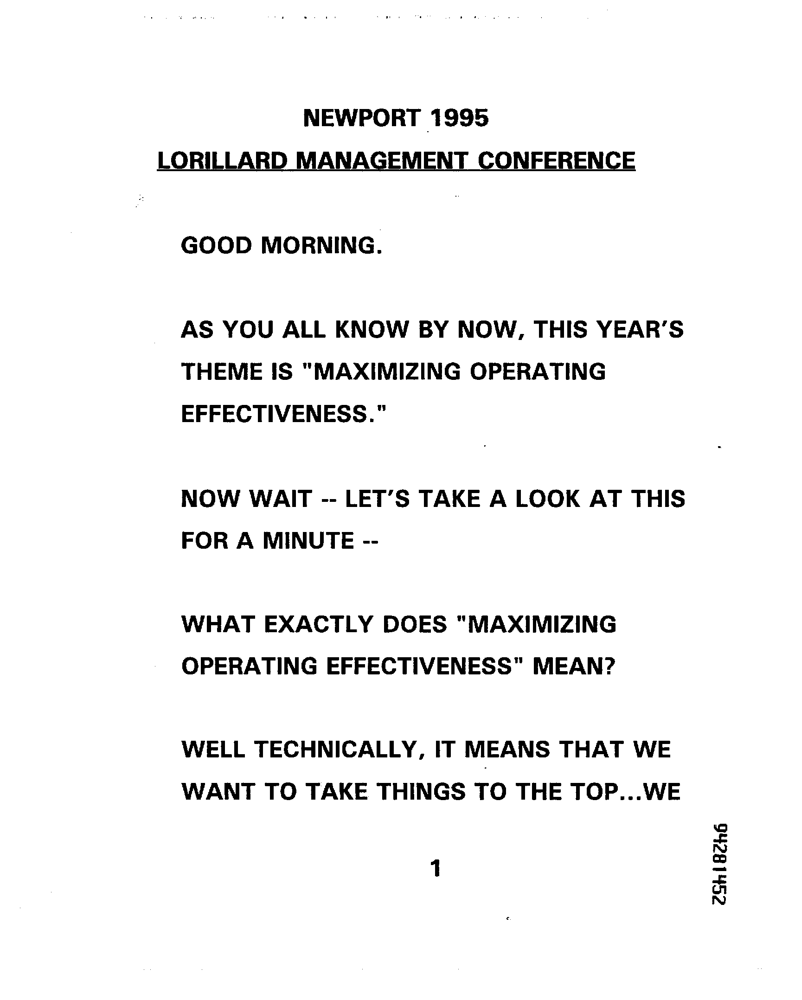 NEWPORT 1995
LORILLARD MANAGEMENT CONFERENCE
GOOD MORNING.
AS YOU ALL KNOW BY NOW, THIS YEAR'S
THEME IS "MAXIMIZING OPERATING
EFFECTIVENESS."
NOW WAIT -- LET'S TAKE A LOOK AT THIS
FOR A MINUTE --
WHAT EXACTLY DOES "MAXIMIZING
OPERATING EFFECTIVENESS" MEAN?
WELL TECHNICALLY, IT MEANS THAT WE
WANT TO TAKE THINGS TO THE TOP...WE
1
94281452